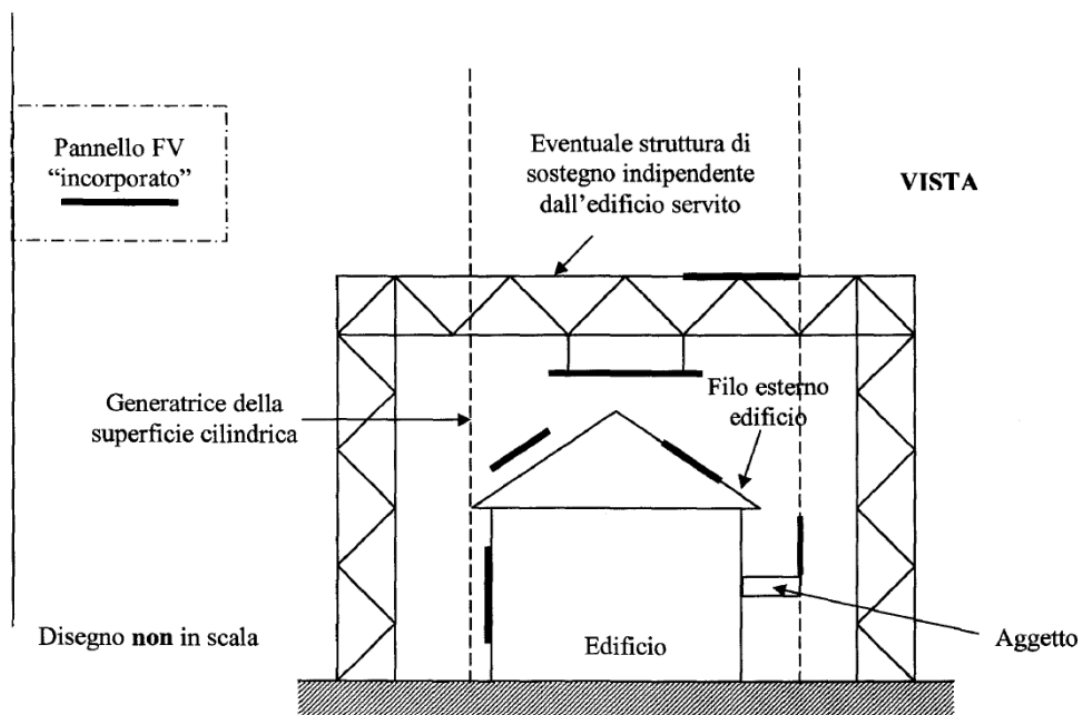 Pannello FV
“incorporato”
Eventuale struttura di
sostegno indipendente
dall’edificio servito
VISTA
Generatrice della
superficie cilindrica
Filo esterno
edificio
Disegno non in scala
Edificio
Aggetto